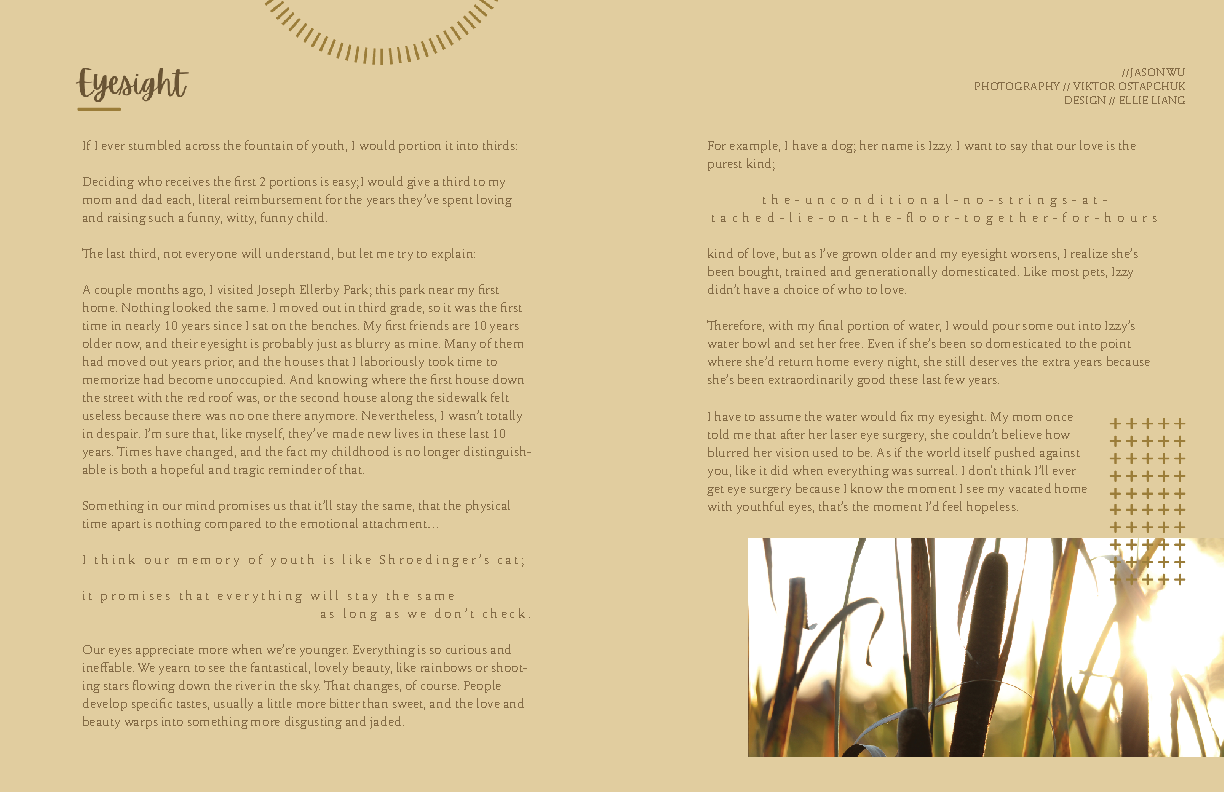 Eyesight
//JASON WU
PHOTOGRAPHY // VIKTOR OSTAPCHUK
DESIGN // ELLIE LIANG
If I ever stumbled across the fountain of youth, I would portion it into thirds:
Deciding who receives the first 2 portions is easy; I would give a third to my
mom and dad each, literal reimbursement for the years they've spent loving
and raising such a funny, witty, funny child.
The last third, not everyone will understand, but let me try to explain:
A couple months ago, I visited Joseph Ellerby Park; this park near my first
home. Nothing looked the same. I moved out in third grade, so it was the first
time in nearly 10 years since I sat on the benches. My first friends are 10 years
older now, and their eyesight is probably just as blurry as mine. Many of them
had moved out years prior, and the houses that I laboriously took time to
memorize had become unoccupied. And knowing where the first house down
the street with the red roof was, or the second house along the sidewalk felt
useless because there was no one there anymore. Nevertheless, I wasn't totally
in despair. I'm sure that, like myself, they've made new lives in these last 10
years. Times have changed, and the fact my childhood is no longer distinguish-
able is both a hopeful and tragic reminder of that.
Something in our mind promises us that it'll stay the same, that the physical
time apart is nothing compared to the emotional attachment...
I think our memory of youth is like Shroedinger's cat;
it promises that everything will stay the same
as long as we don't check.
Our eyes appreciate more when we're younger. Everything is so curious and
ineffable. We yearn to see the fantastical, lovely beauty, like rainbows or shoot-
ing stars flowing down the river in the sky. That changes, of course. People
develop specific tastes, usually a little more bitter than sweet, and the love and
beauty warps into something more disgusting and jaded.
For example, I have a dog; her name is Izzy. I want to say that our love is the
purest kind;
the-unconditional-no-strings-at-
tached-lie-on-the-floor-together-for-hours
kind of love, but as I've grown older and my eyesight worsens, I realize she's
been bought, trained and generationally domesticated. Like most pets, Izzy
didn't have a choice of who to love.
Therefore, with my final portion of water, I would pour some out into Izzy's
water bowl and set her free. Even if she's been so domesticated to the point
where she'd return home every night, she still deserves the extra years because
she's been extraordinarily good these last few years.
I have to assume the water would fix my eyesight. My mom once
told me that after her laser eye surgery, she couldn't believe how
blurred her vision used to be. As if the world itself pushed against
you, like it did when everything was surreal. I don't think I'll ever
get eye surgery because I know the moment I see my vacated home
with youthful eyes, that's the moment I'd feel hopeless.